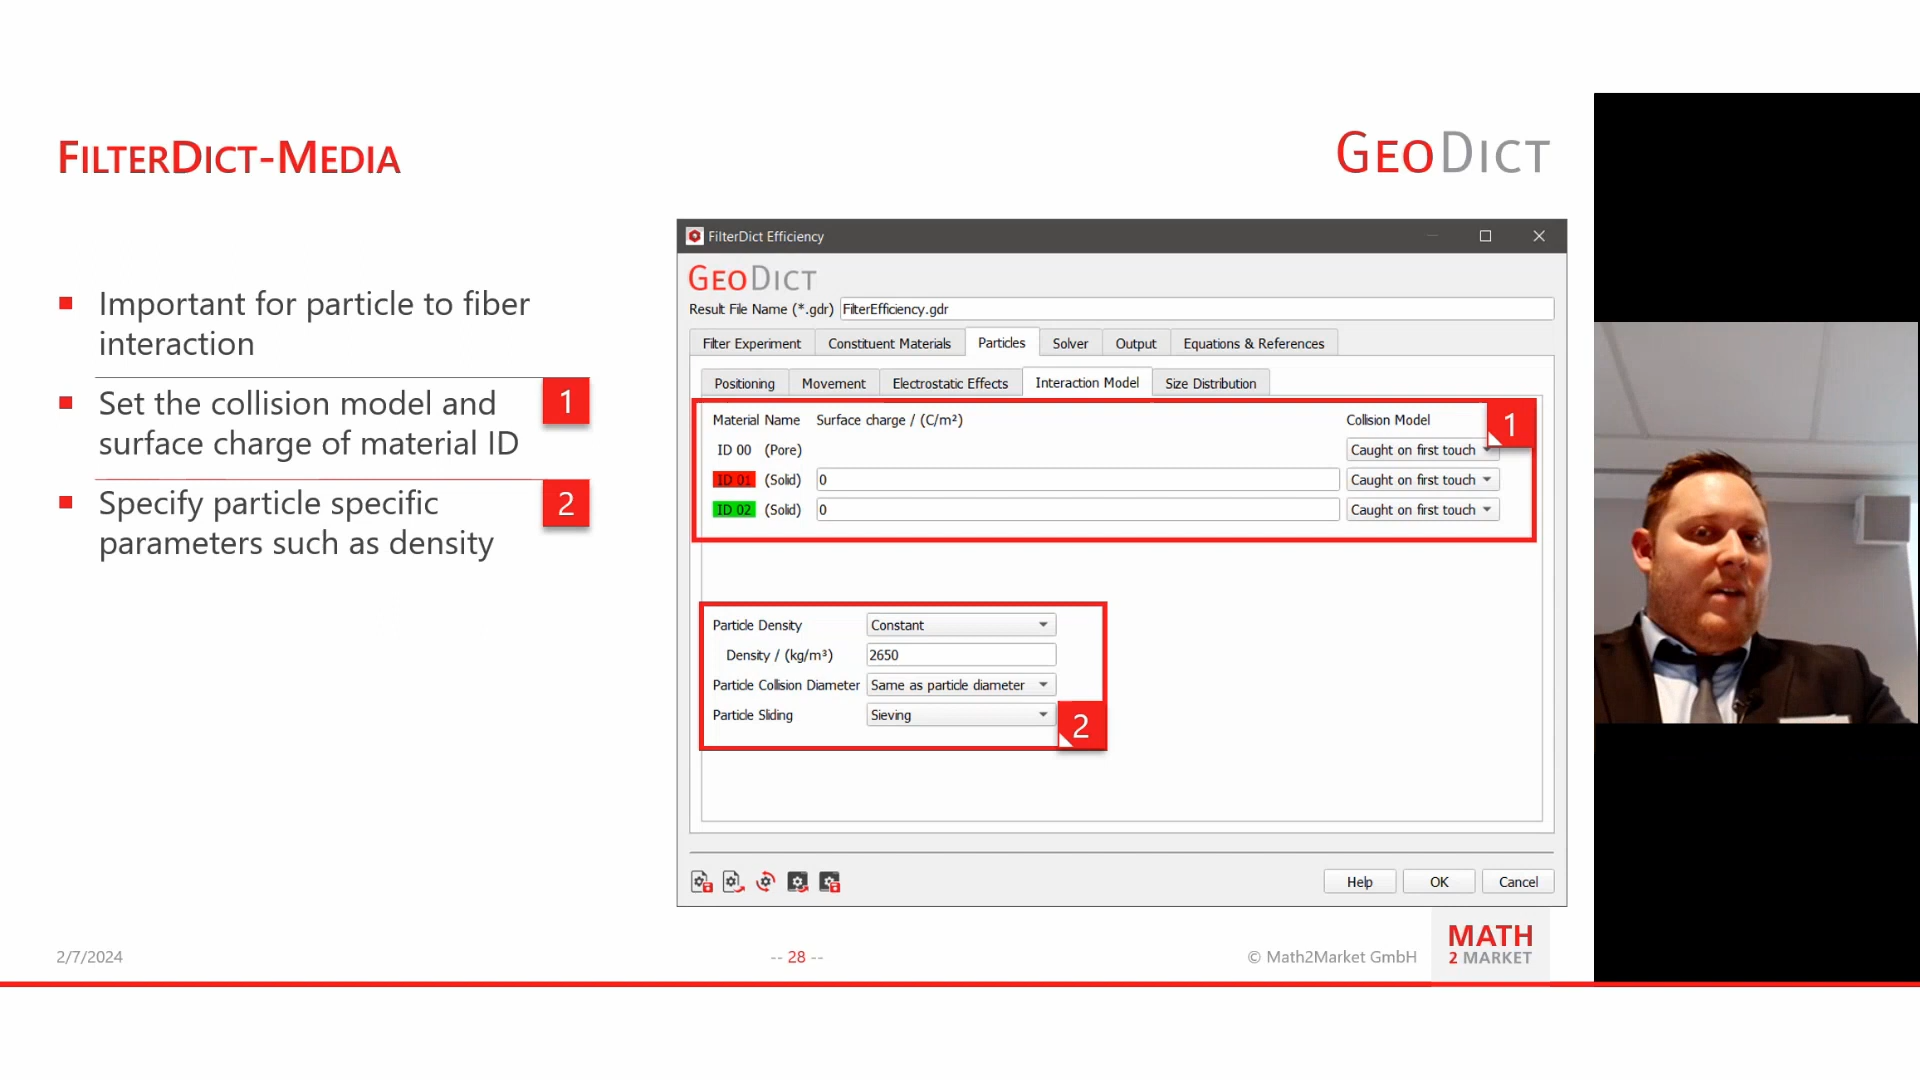 FILTERDICT-MEDIA
GEODICT
Important for particle to fiber
interaction
Set the collision model and
surface charge of material ID
1
Specify particle specific
parameters such as density
2
FilterDict Efficiency
GEODICT
Result File Name (*.gdr) FilterEfficiency.gdr
Filter Experiment Constituent Materials Particles Solver Output Equations & References
Positioning Movement Electrostatic Effects Interaction Model Size Distribution
Material Name Surface charge / (C/m²) Collision Model
1
ID 00 (Pore) Caught on first touch
ID 01 (Solid) 0 Caught on first touch
ID 02 (Solid) 0 Caught on first touch
Particle Density Constant
Density / (kg/m³) 2650
Particle Collision Diameter Same as particle diameter
Particle Sliding Sieving
2
Help OK Cancel
2/7/2024
-- 28 --
© Math2Market GmbH
MATH
2 MARKET